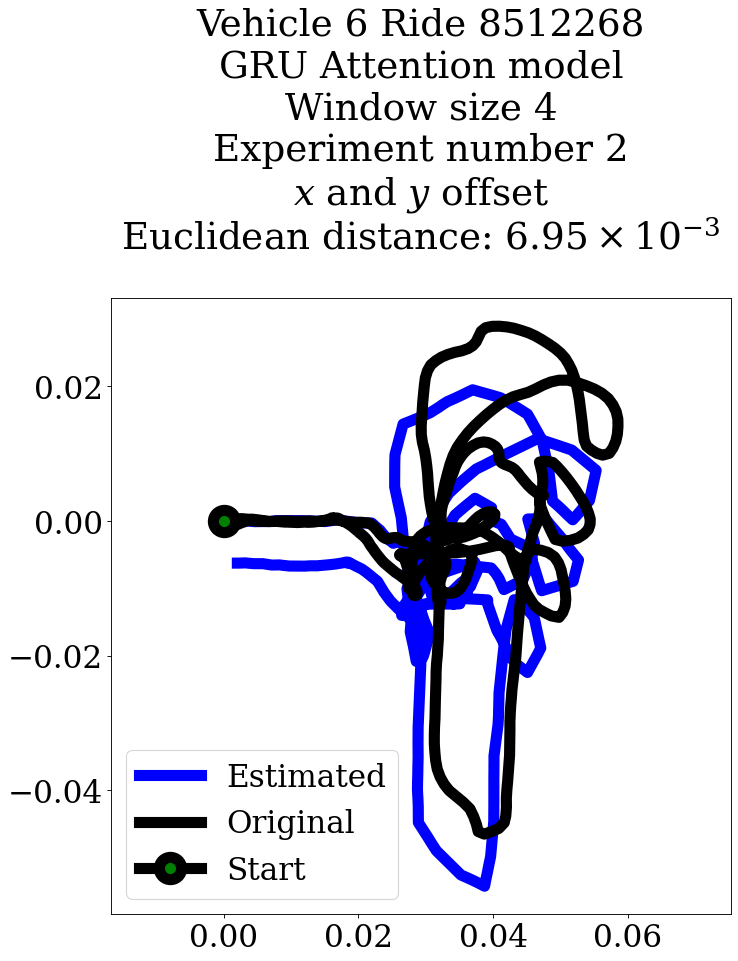 Vehicle 6 Ride 8512268
GRU Attention model
Window size 4
Experiment number 2
x and y offset
Euclidean distance: 6.95 × 10⁻³
0.02
0.00
−0.02
−0.04
Estimated
Original
Start
0.00 0.02 0.04 0.06